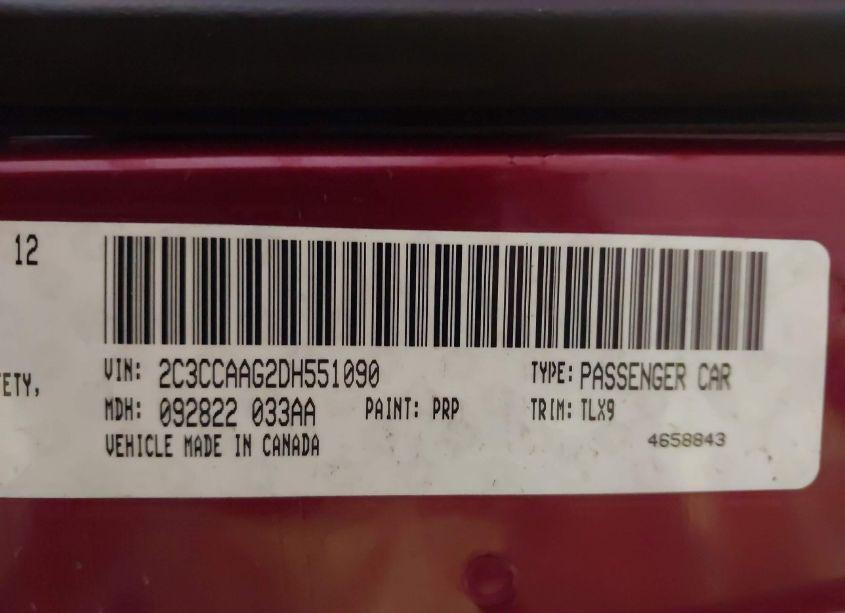 12
ETY,
VIN: 2C3CCAAG2DH551090 TYPE: PASSENGER CAR
MDH: 092822 033AA PAINT: PRP TRIM: TLX9
VEHICLE MADE IN CANADA 4658843